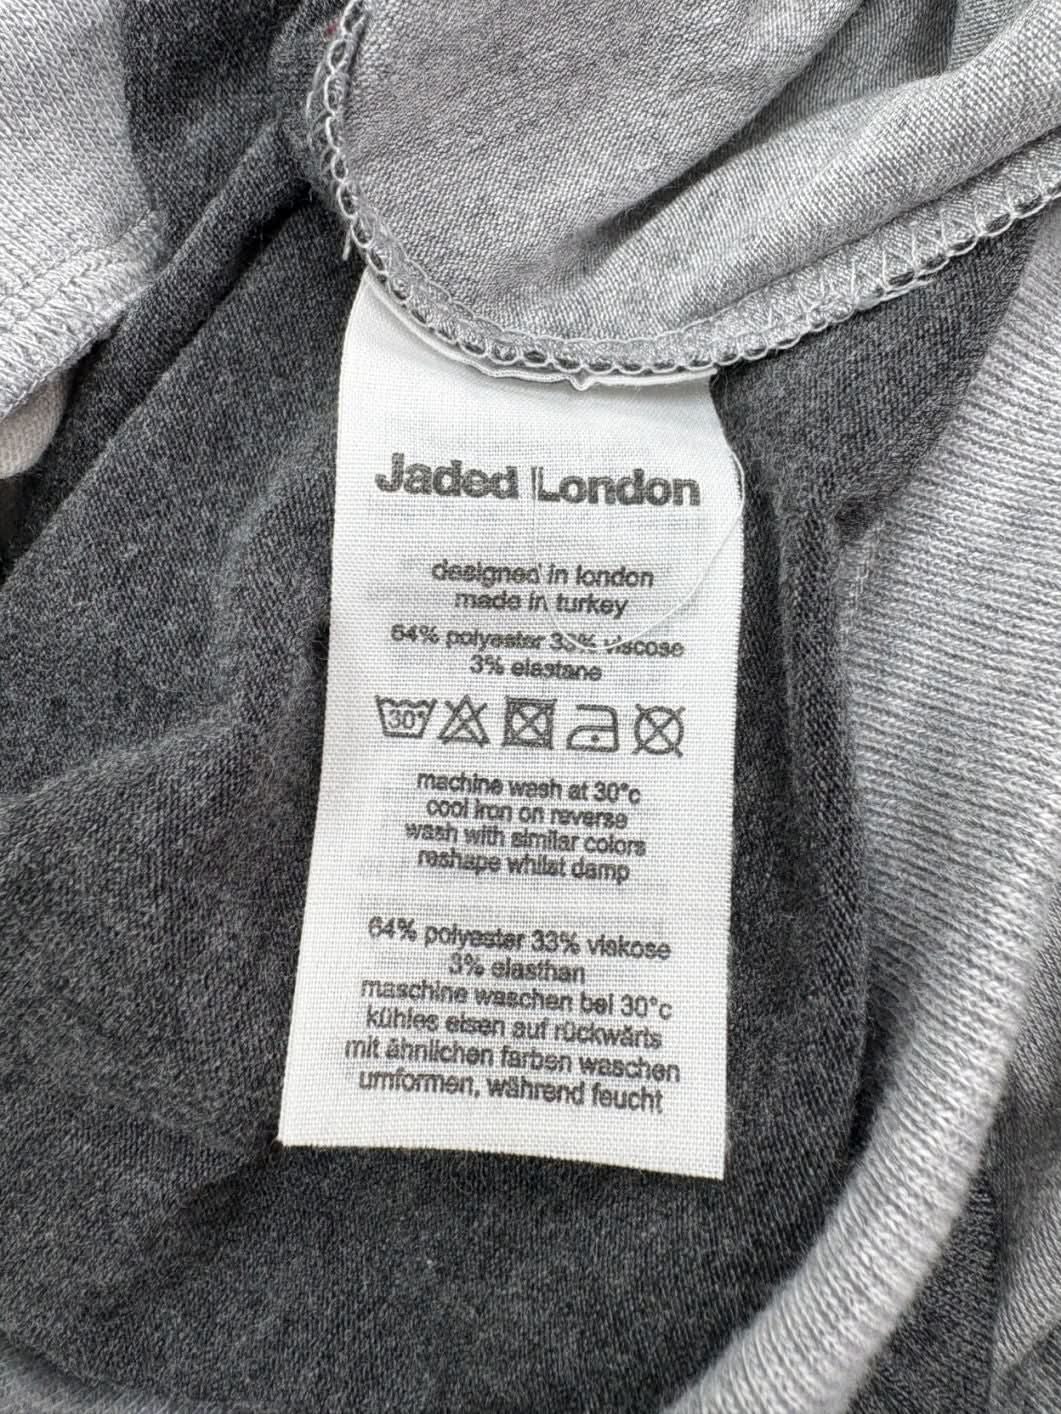 Jaded London
designed in london
made in turkey
64% polyester 33% viscose
3% elastane
30°
machine wash at 30°c
cool iron on reverse
wash with similar colors
reshape whilst damp
64% polyester 33% viskose
3% elasthan
maschine waschen bei 30°c
kühles eisen auf rückwärts
mit ähnlichen farben waschen
umformen, während feucht